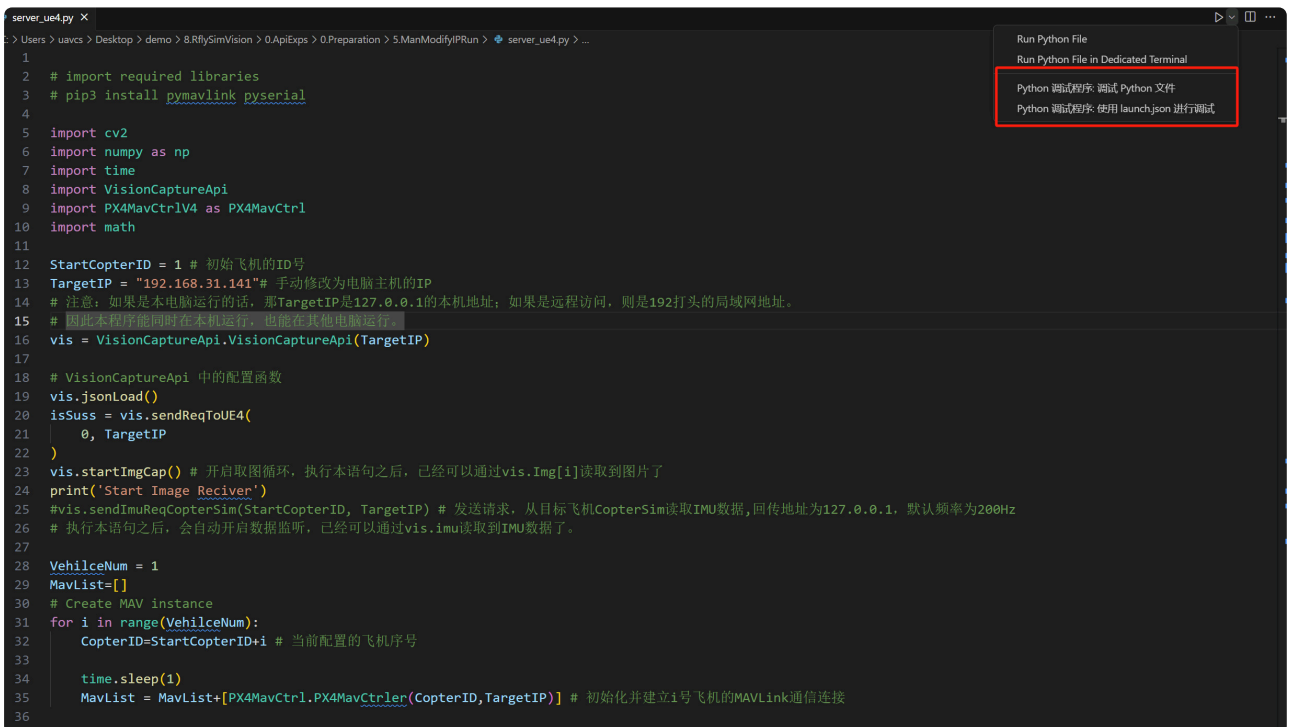 server_ue4.py
> Users > uavcs > Desktop > demo > 8.RflySimVision > 0.ApiExps > 0.Preparation > 5.ManModifyIPRun > server_ue4.py > ...
Run Python File
Run Python File in Dedicated Terminal
Python 调试程序: 调试 Python 文件
Python 调试程序: 使用 launch.json 进行调试
1
2 # import required libraries
3 # pip3 install pymavlink pyserial
4
5 import cv2
6 import numpy as np
7 import time
8 import VisionCaptureApi
9 import PX4MavCtrlV4 as PX4MavCtrl
10 import math
11
12 StartCopterID = 1 # 初始飞机的ID号
13 TargetIP = "192.168.31.141"# 手动修改为电脑主机的IP
14 # 注意: 如果是本电脑运行的话, 那TargetIP是127.0.0.1的本机地址; 如果是远程访问, 则是192打头的局域网地址。
15 # 因此本程序能同时在本机运行, 也能在其他电脑运行。
16 vis = VisionCaptureApi.VisionCaptureApi(TargetIP)
17
18 # VisionCaptureApi 中的配置函数
19 vis.jsonLoad()
20 isSuss = vis.sendReqToUE4(
21 0, TargetIP
22 )
23 vis.startImgCap() # 开启取图循环, 执行本语句之后, 已经可以通过vis.Img[i]读取到图片了
24 print('Start Image Reciver')
25 #vis.sendImuReqCopterSim(StartCopterID, TargetIP) # 发送请求, 从目标飞机CopterSim读取IMU数据,回传地址为127.0.0.1, 默认频率为200Hz
26 # 执行本语句之后, 会自动开启数据监听, 已经可以通过vis.imu读取到IMU数据了。
27
28 VehilceNum = 1
29 MavList=[]
30 # Create MAV instance
31 for i in range(VehilceNum):
32 CopterID=StartCopterID+i # 当前配置的飞机序号
33
34 time.sleep(1)
35 MavList = MavList+[PX4MavCtrl.PX4MavCtrler(CopterID,TargetIP)] # 初始化并建立i号飞机的MAVLink通信连接
36